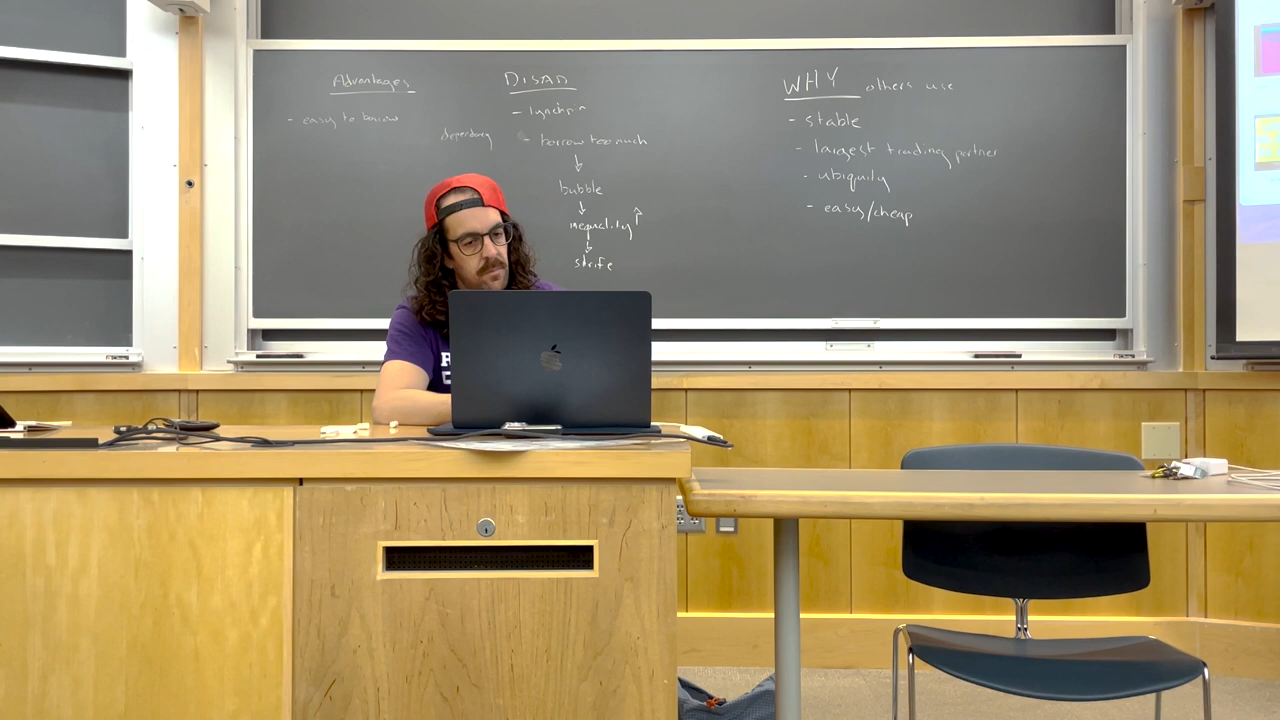 Advantages
- easy to borrow
DISAD
- lynchpin
dependency - borrow too much
↓
bubble
↓
inequality ↑
↓
strife
WHY others use
- stable
- largest trading partner
- ubiquity
- easy/cheap